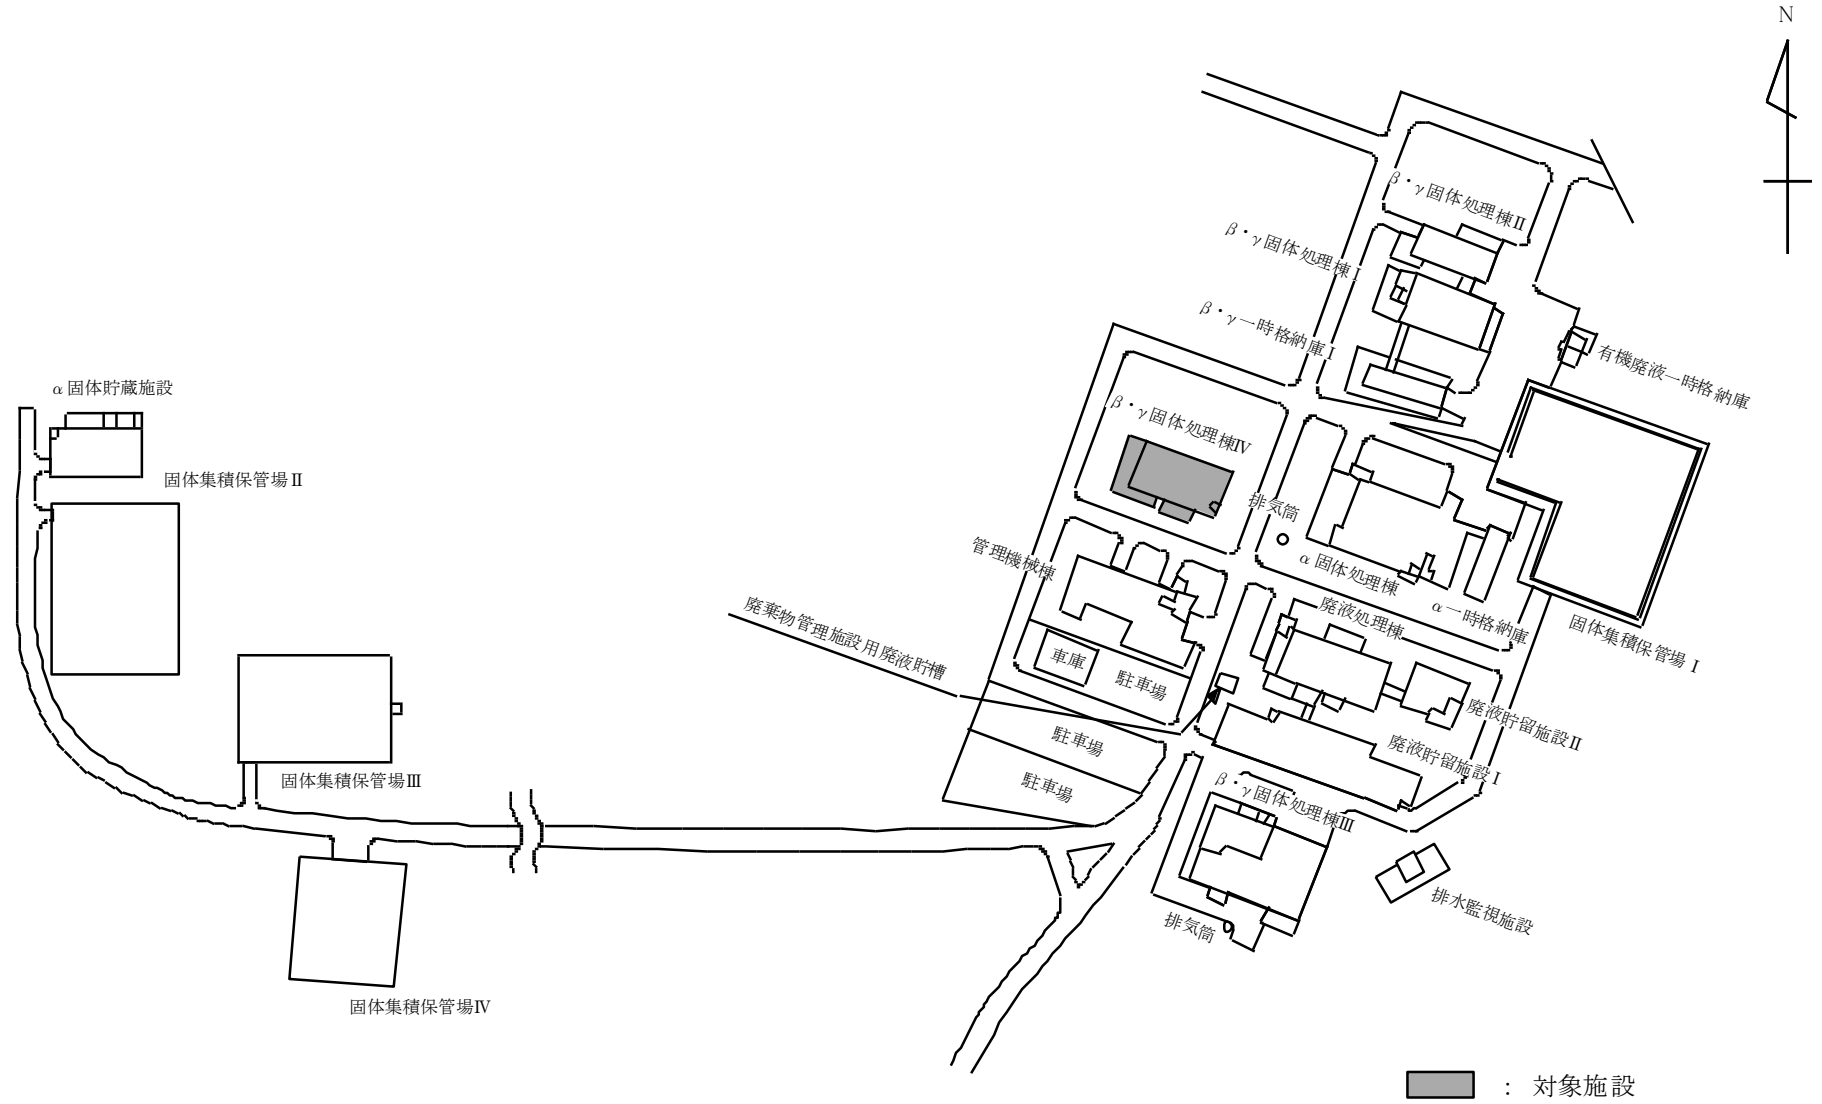 N
β・γ固体処理棟Ⅱ
β・γ固体処理棟Ⅰ
β・γ一時格納庫Ⅰ
有機廃液一時格納庫
α固体貯蔵施設
β・γ固体処理棟Ⅳ
固体集積保管場Ⅱ
排気筒
管理機械棟
α固体処理棟
α一時格納庫
廃液処理棟
固体集積保管場Ⅰ
廃棄物管理施設用廃液貯槽
車庫
駐車場
廃液貯留施設Ⅱ
駐車場
廃液貯留施設Ⅰ
固体集積保管場Ⅲ
駐車場
β・γ固体処理棟Ⅲ
排水監視施設
排気筒
固体集積保管場Ⅳ
： 対象施設